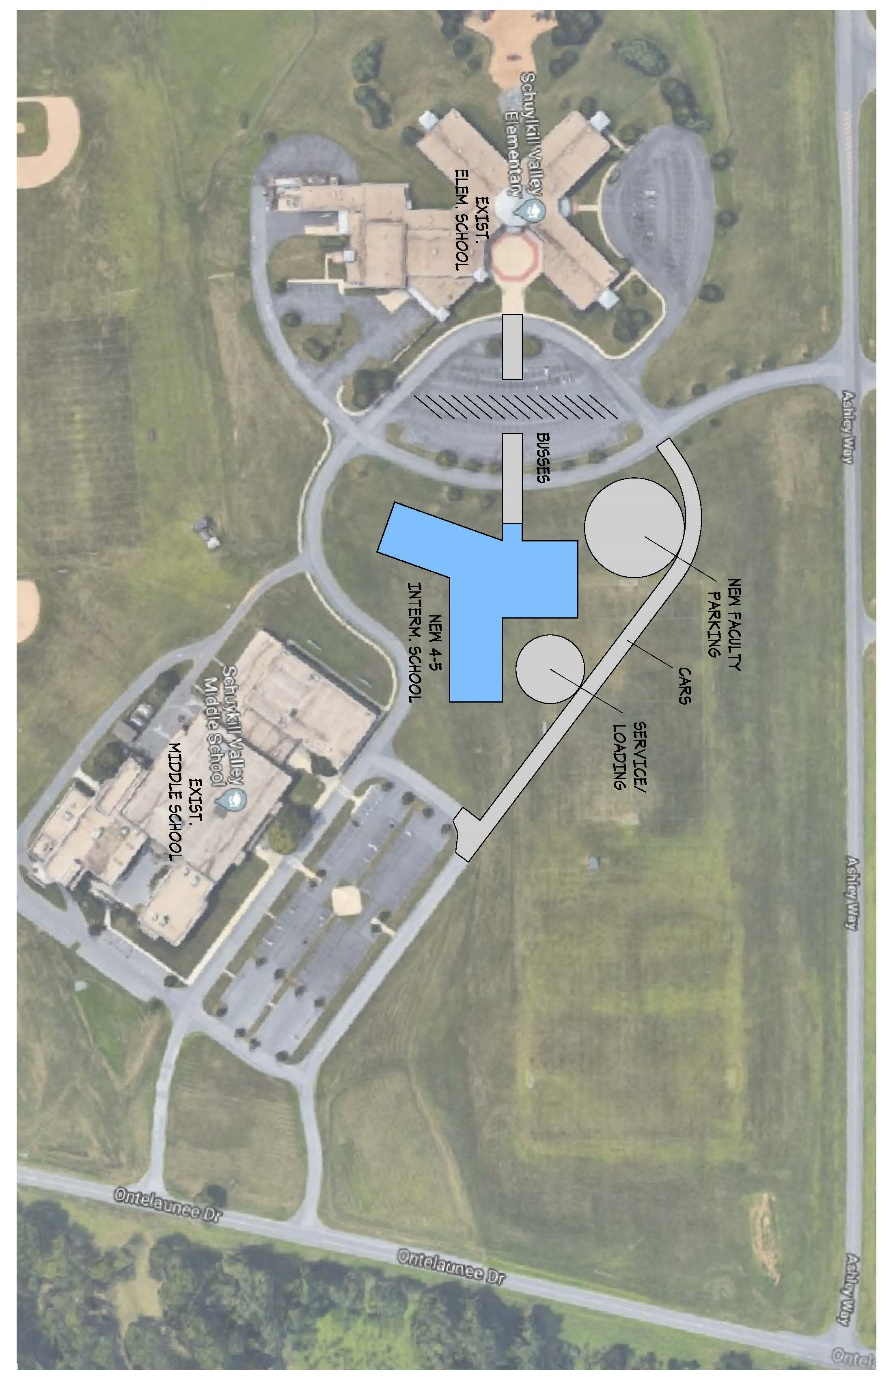 Schuylkill Valley
Elementary
EXIST.
ELEM. SCHOOL
Ashley Way
BUSSES
NEW FACULTY
PARKING
CARS
NEW 4-5
INTERM. SCHOOL
SERVICE/
LOADING
Schuylkill Valley
Middle School
EXIST.
MIDDLE SCHOOL
Ashley Way
Ontelaunee Dr
Ontelaunee Dr
Ashley Way
Ontel